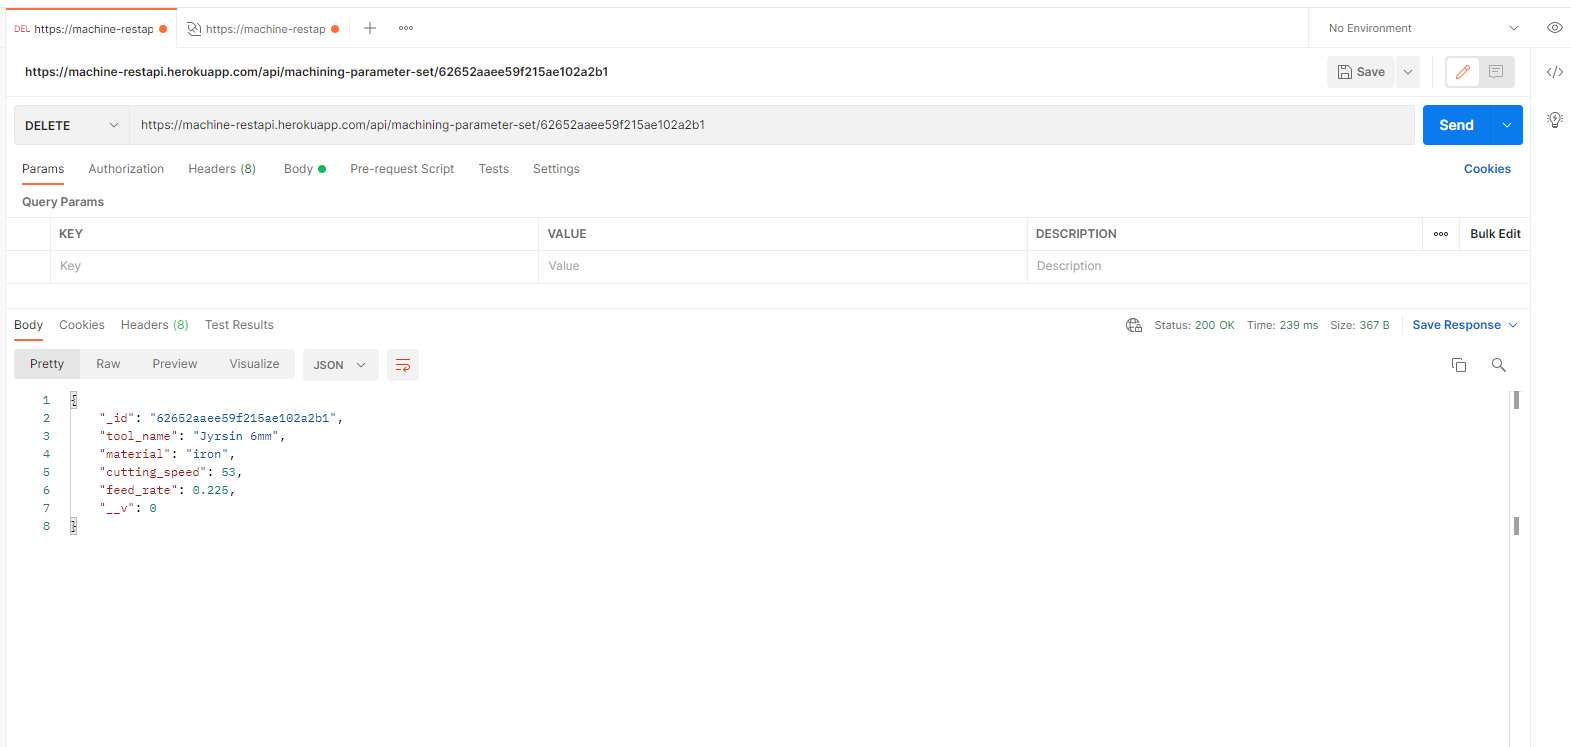 DEL https://machine-restap https://machine-restap No Environment
https://machine-restapi.herokuapp.com/api/machining-parameter-set/62652aaee59f215ae102a2b1 Save
DELETE https://machine-restapi.herokuapp.com/api/machining-parameter-set/62652aaee59f215ae102a2b1 Send
Params Authorization Headers (8) Body Pre-request Script Tests Settings Cookies
Query Params
KEY VALUE DESCRIPTION Bulk Edit
Key Value Description
Body Cookies Headers (8) Test Results Status: 200 OK Time: 239 ms Size: 367 B Save Response
Pretty Raw Preview Visualize JSON
1 {
2 "_id": "62652aaee59f215ae102a2b1",
3 "tool_name": "Jyrsin 6mm",
4 "material": "iron",
5 "cutting_speed": 53,
6 "feed_rate": 0.225,
7 "__v": 0
8 }